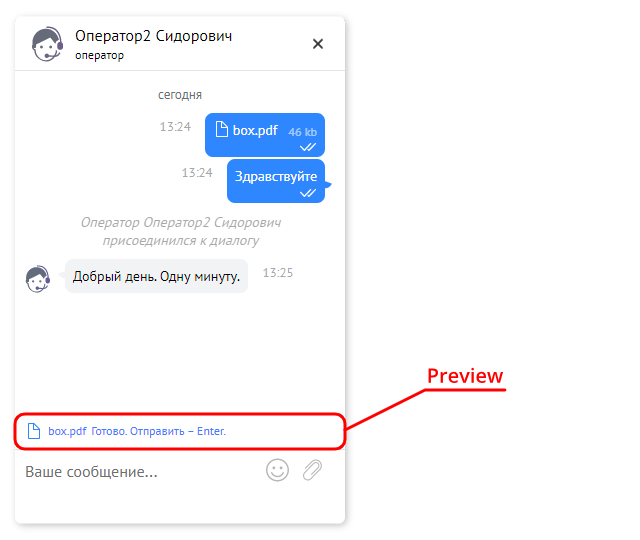 Оператор2 Сидорович
оператор
сегодня
13:24 box.pdf 46 kb
13:24 Здравствуйте
Оператор Оператор2 Сидорович
присоединился к диалогу
Добрый день. Одну минуту. 13:25
Preview
box.pdf Готово. Отправить – Enter.
Ваше сообщение...